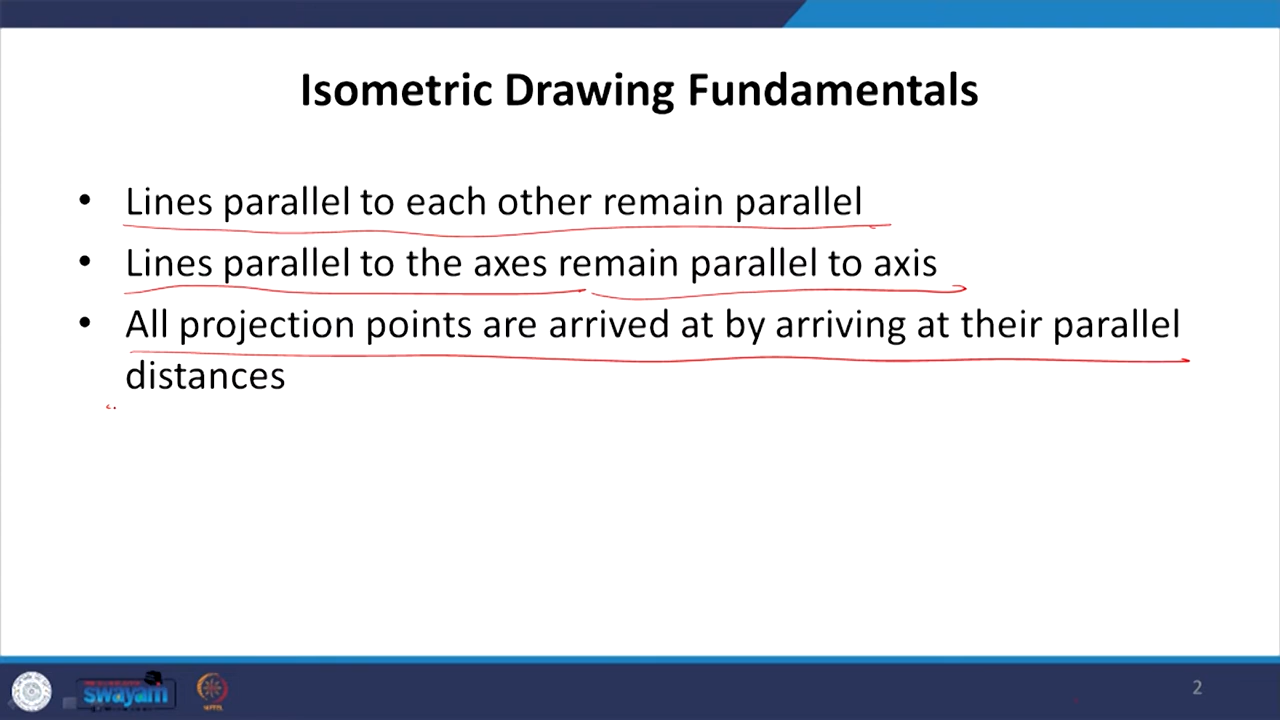 Isometric Drawing Fundamentals
• Lines parallel to each other remain parallel
• Lines parallel to the axes remain parallel to axis
• All projection points are arrived at by arriving at their parallel
distances
swayam
2